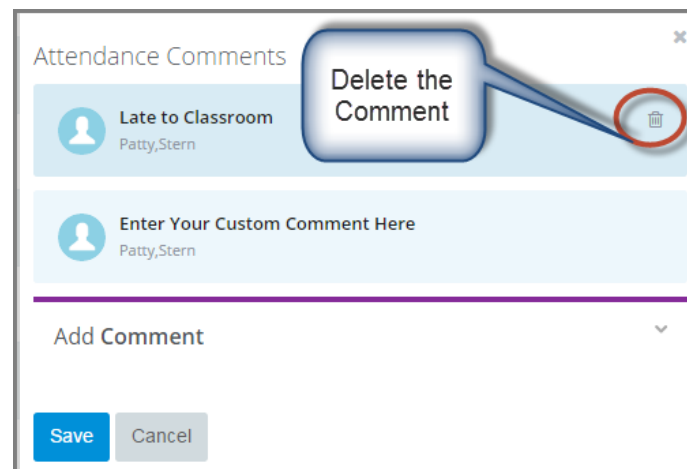 Attendance Comments
Delete the
Comment
Late to Classroom
Patty,Stern
Enter Your Custom Comment Here
Patty,Stern
Add Comment
Save Cancel